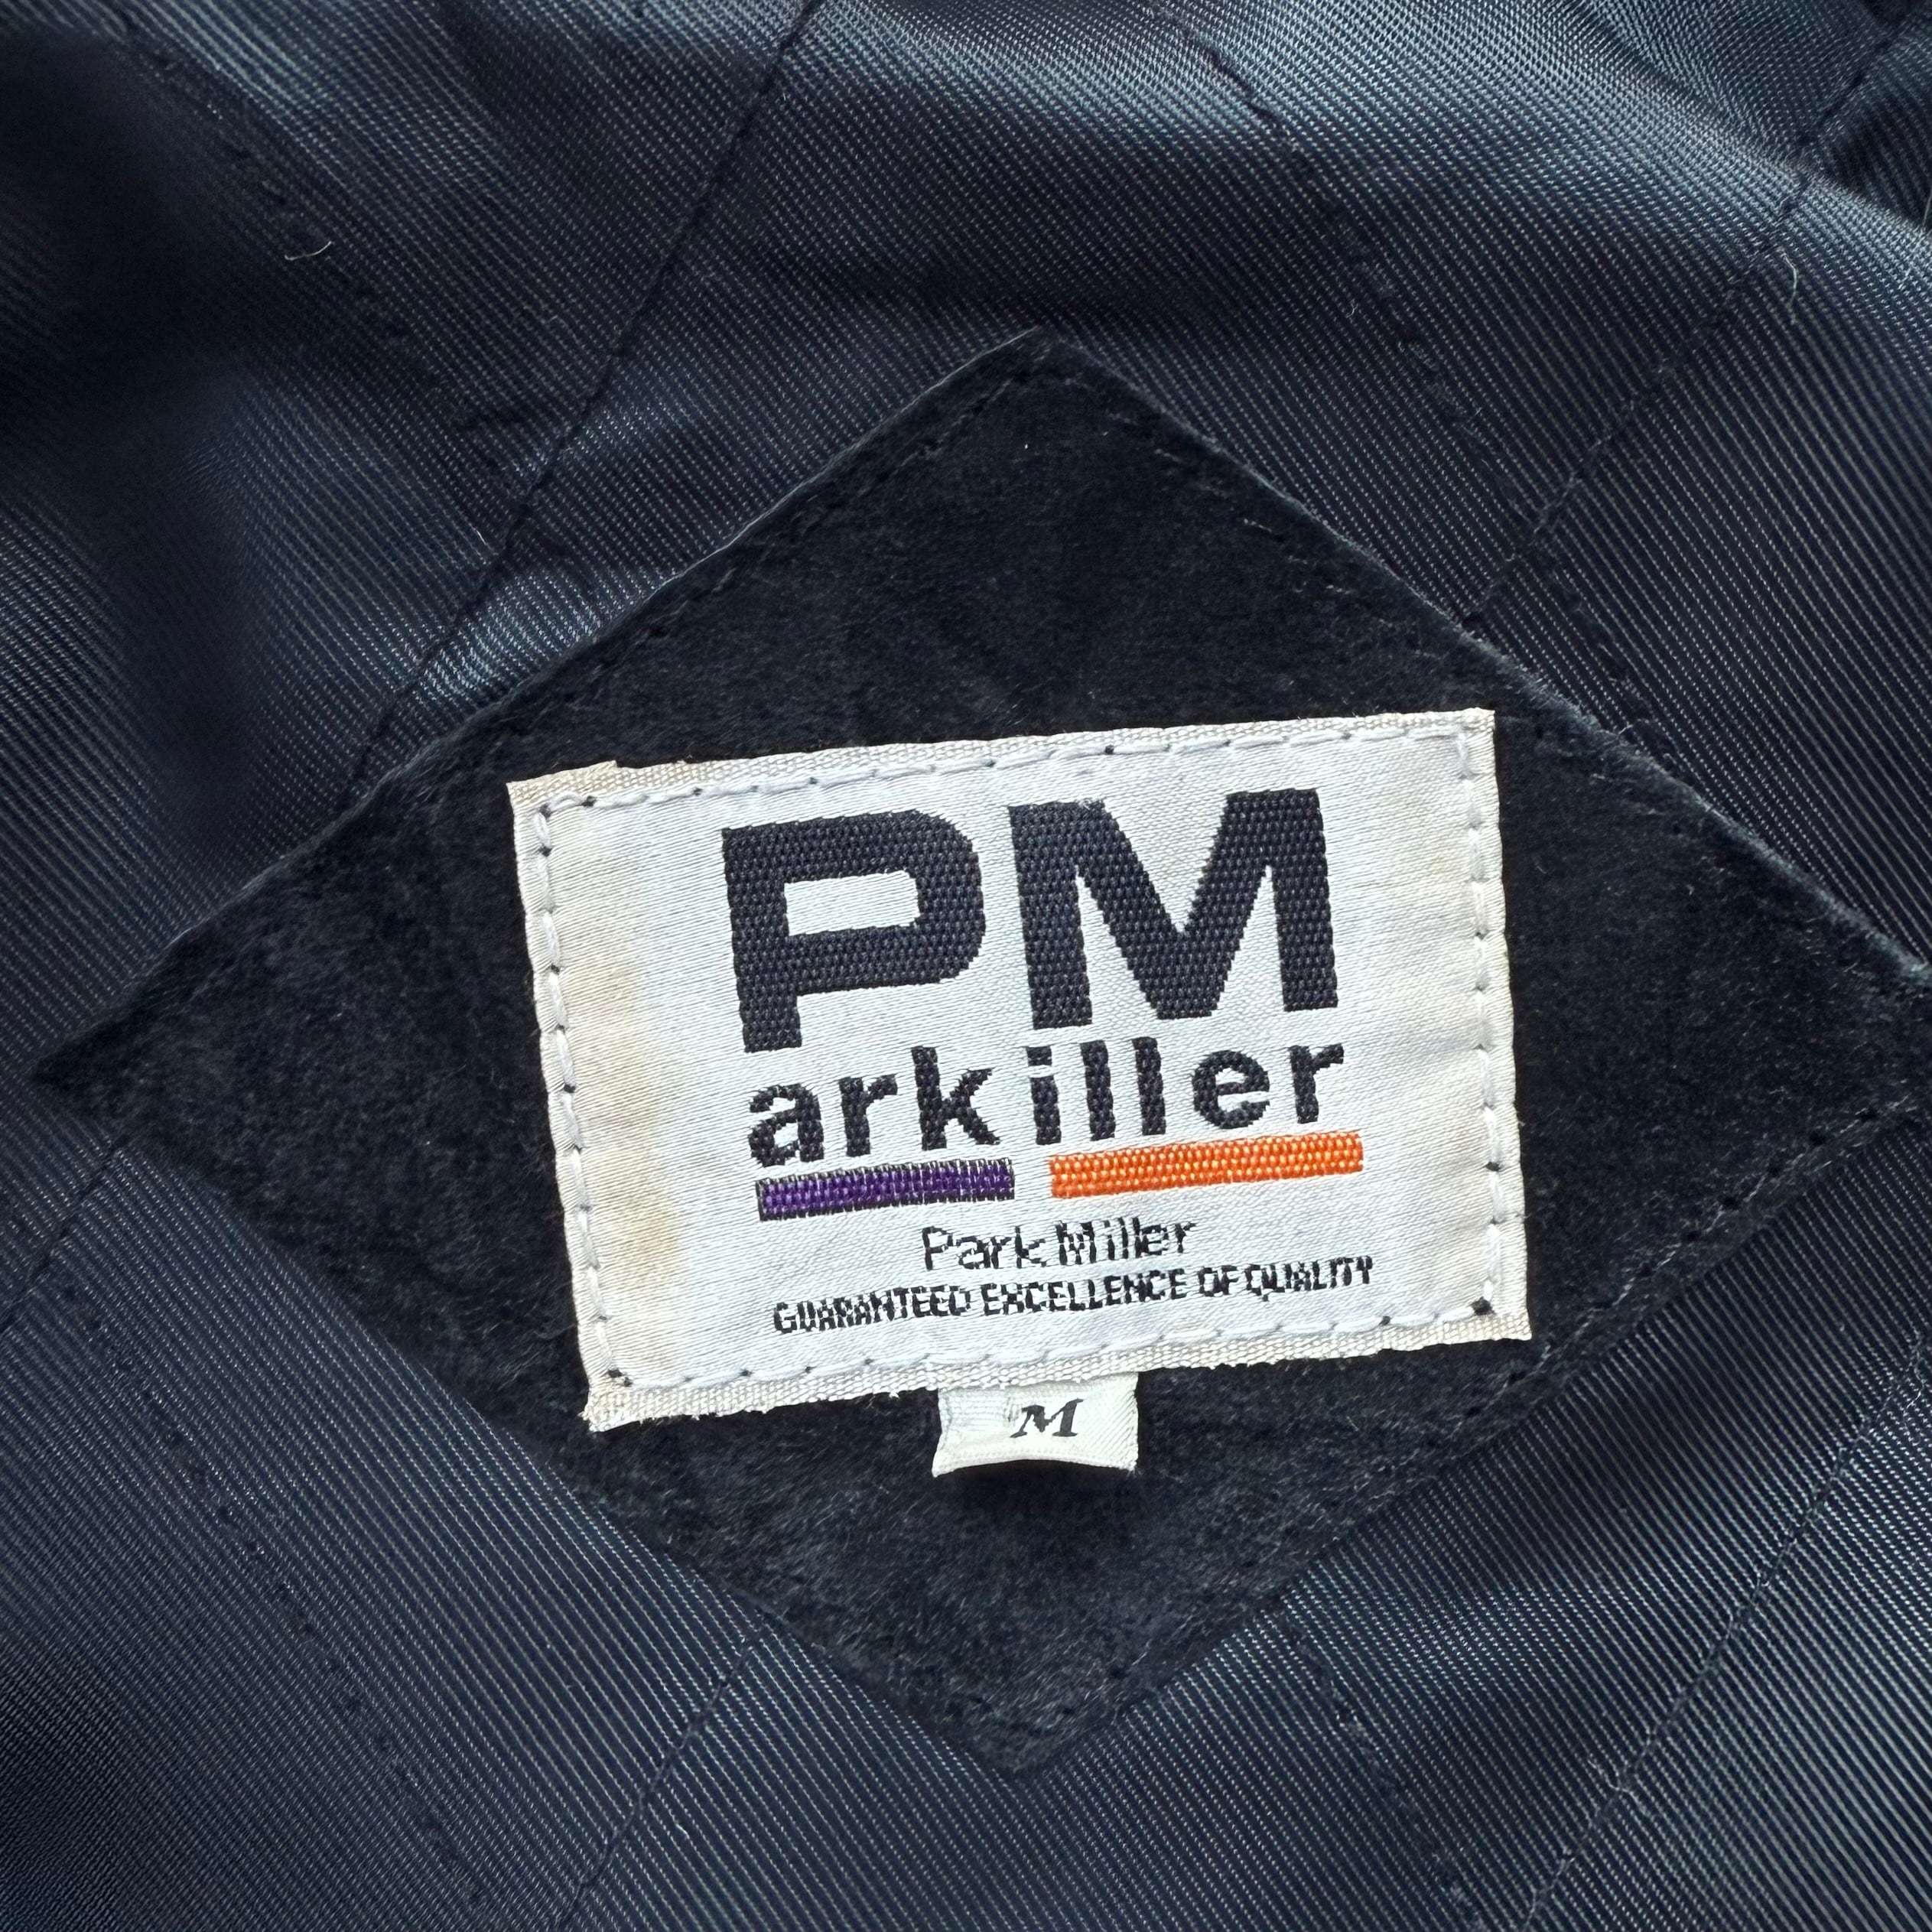 PM
arkiller
Park Miller
GUARANTEED EXCELLENCE OF QUALITY
M